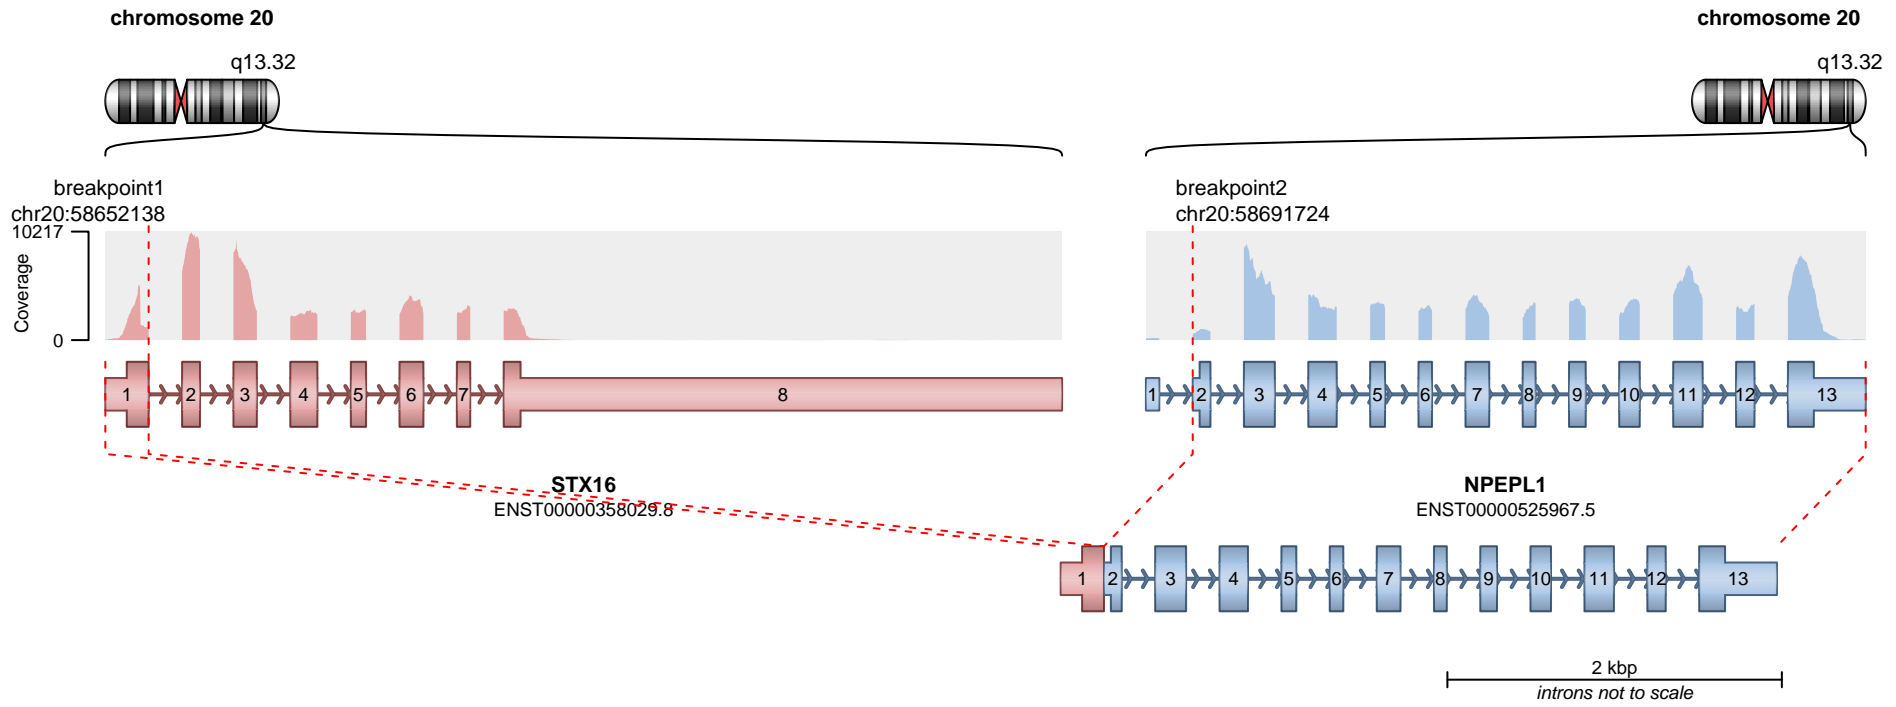 chromosome 20
chromosome 20
q13.32
q13.32
breakpoint1
chr20:58652138
breakpoint2
chr20:58691724
10217
Coverage
0
1 2 3 4 5 6 7 8
1 2 3 4 5 6 7 8 9 10 11 12 13
STX16
ENST00000358029.8
NPEPL1
ENST00000525967.5
1 2 3 4 5 6 7 8 9 10 11 12 13
2 kbp
introns not to scale